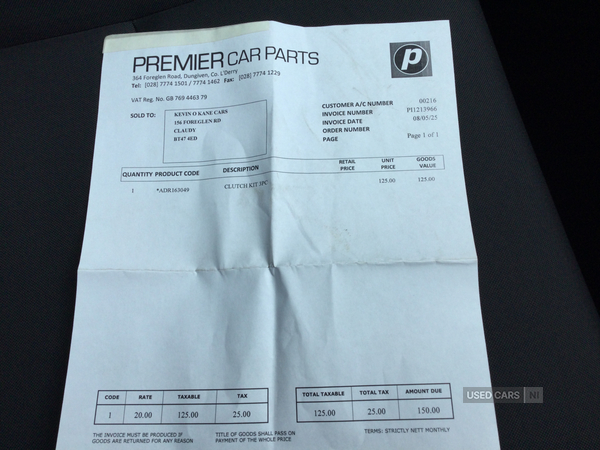 PREMIER CAR PARTS
364 Foreglen Road, Dungiven, Co. L'Derry
Tel: (028) 7774 1501 / 7774 1462 Fax: (028) 7774 1229
VAT Reg. No. GB 769 4463 79
P
SOLD TO:
KEVIN O KANE CARS
156 FOREGLEN RD
CLAUDY
BT47 4ED
CUSTOMER A/C NUMBER 00216
INVOICE NUMBER PI1213966
INVOICE DATE 08/05/25
ORDER NUMBER
PAGE Page 1 of 1
QUANTITY PRODUCT CODE DESCRIPTION RETAIL PRICE UNIT PRICE GOODS VALUE
1 *ADR163049 CLUTCH KIT 3PC 125.00 125.00
CODE RATE TAXABLE TAX
1 20.00 125.00 25.00
TOTAL TAXABLE TOTAL TAX AMOUNT DUE
125.00 25.00 150.00
THE INVOICE MUST BE PRODUCED IF
GOODS ARE RETURNED FOR ANY REASON
TITLE OF GOODS SHALL PASS ON
PAYMENT OF THE WHOLE PRICE
TERMS: STRICTLY NETT MONTHLY
USED CARS NI